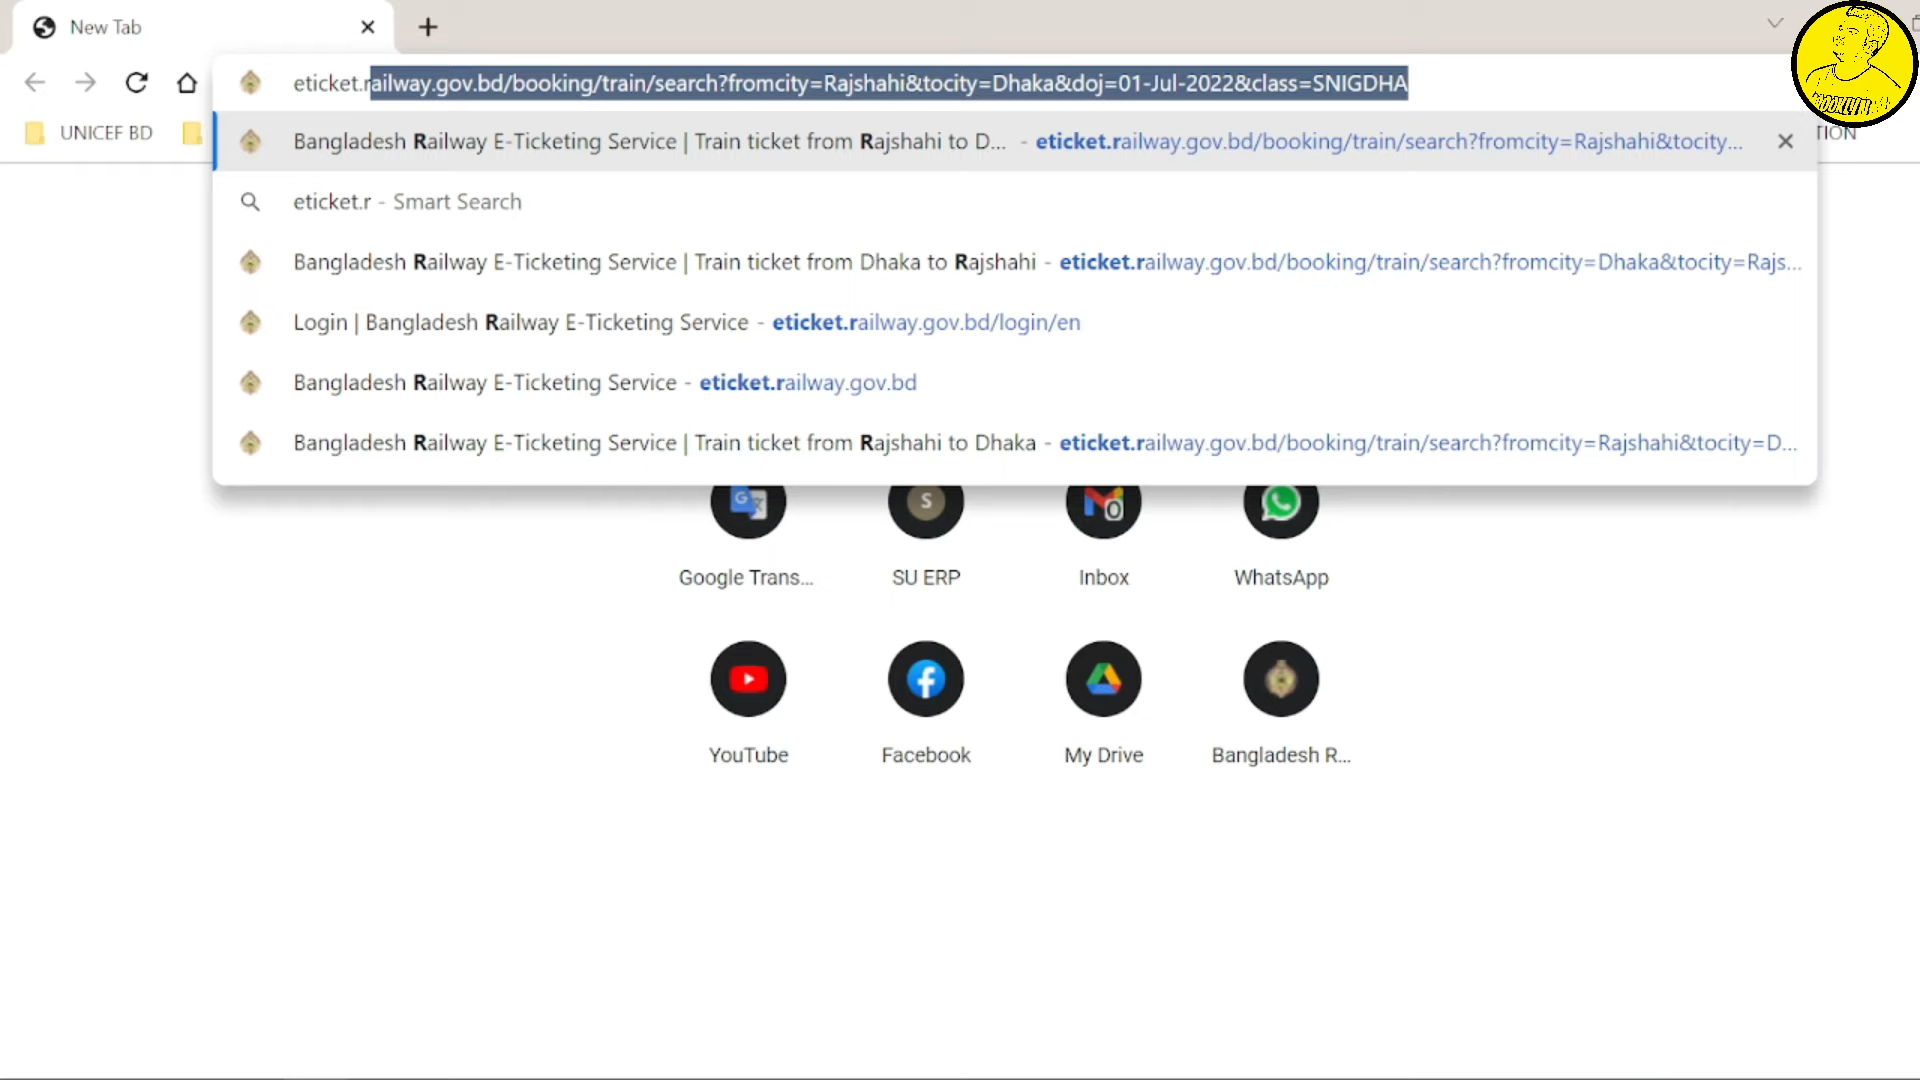 New Tab
eticket.railway.gov.bd/booking/train/search?fromcity=Rajshahi&tocity=Dhaka&doj=01-Jul-2022&class=SNIGDHA
UNICEF BD
TION
Bangladesh Railway E-Ticketing Service | Train ticket from Rajshahi to D... - eticket.railway.gov.bd/booking/train/search?fromcity=Rajshahi&tocity...
eticket.r - Smart Search
Bangladesh Railway E-Ticketing Service | Train ticket from Dhaka to Rajshahi - eticket.railway.gov.bd/booking/train/search?fromcity=Dhaka&tocity=Rajs...
Login | Bangladesh Railway E-Ticketing Service - eticket.railway.gov.bd/login/en
Bangladesh Railway E-Ticketing Service - eticket.railway.gov.bd
Bangladesh Railway E-Ticketing Service | Train ticket from Rajshahi to Dhaka - eticket.railway.gov.bd/booking/train/search?fromcity=Rajshahi&tocity=D...
S
Google Trans... SU ERP Inbox WhatsApp
YouTube Facebook My Drive Bangladesh R...